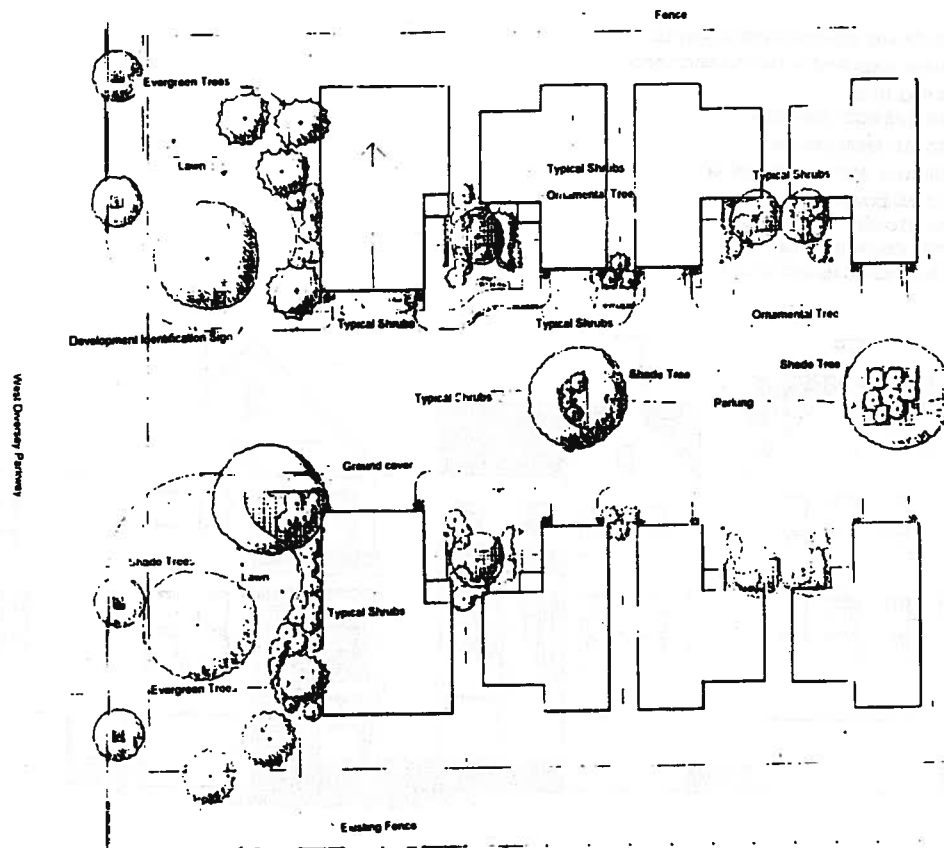 Fence
Evergreen Trees
Lawn
Typical Shrubs
Ornamental Tree
Typical Shrubs
Typical Shrubs
Typical Shrubs
Ornamental Tree
Development Identification Sign
Shade Tree
Shade Tree
Typical Shrubs
Parking
West Diversey Parkway
Ground cover
Shade Trees
Lawn
Typical Shrubs
Evergreen Trees
Existing Fence